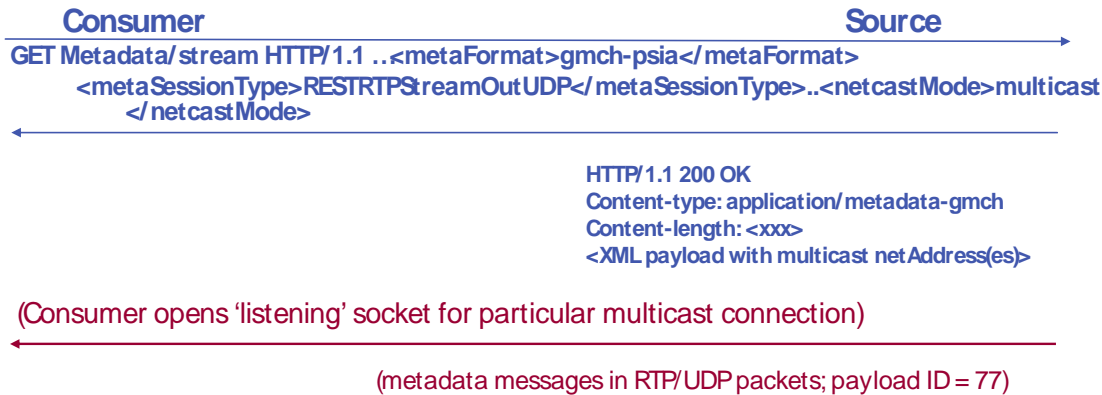 Consumer Source
GET Metadata/stream HTTP/1.1 ...<metaFormat>gmch-psia</metaFormat>
<metaSessionType>RESTRTPStreamOutUDP</metaSessionType>..<netcastMode>multicast
</netcastMode>
HTTP/1.1 200 OK
Content-type: application/metadata-gmch
Content-length: <xxx>
<XML payload with multicast netAddress(es)>
(Consumer opens ‘listening’ socket for particular multicast connection)
(metadata messages in RTP/UDP packets; payload ID = 77)